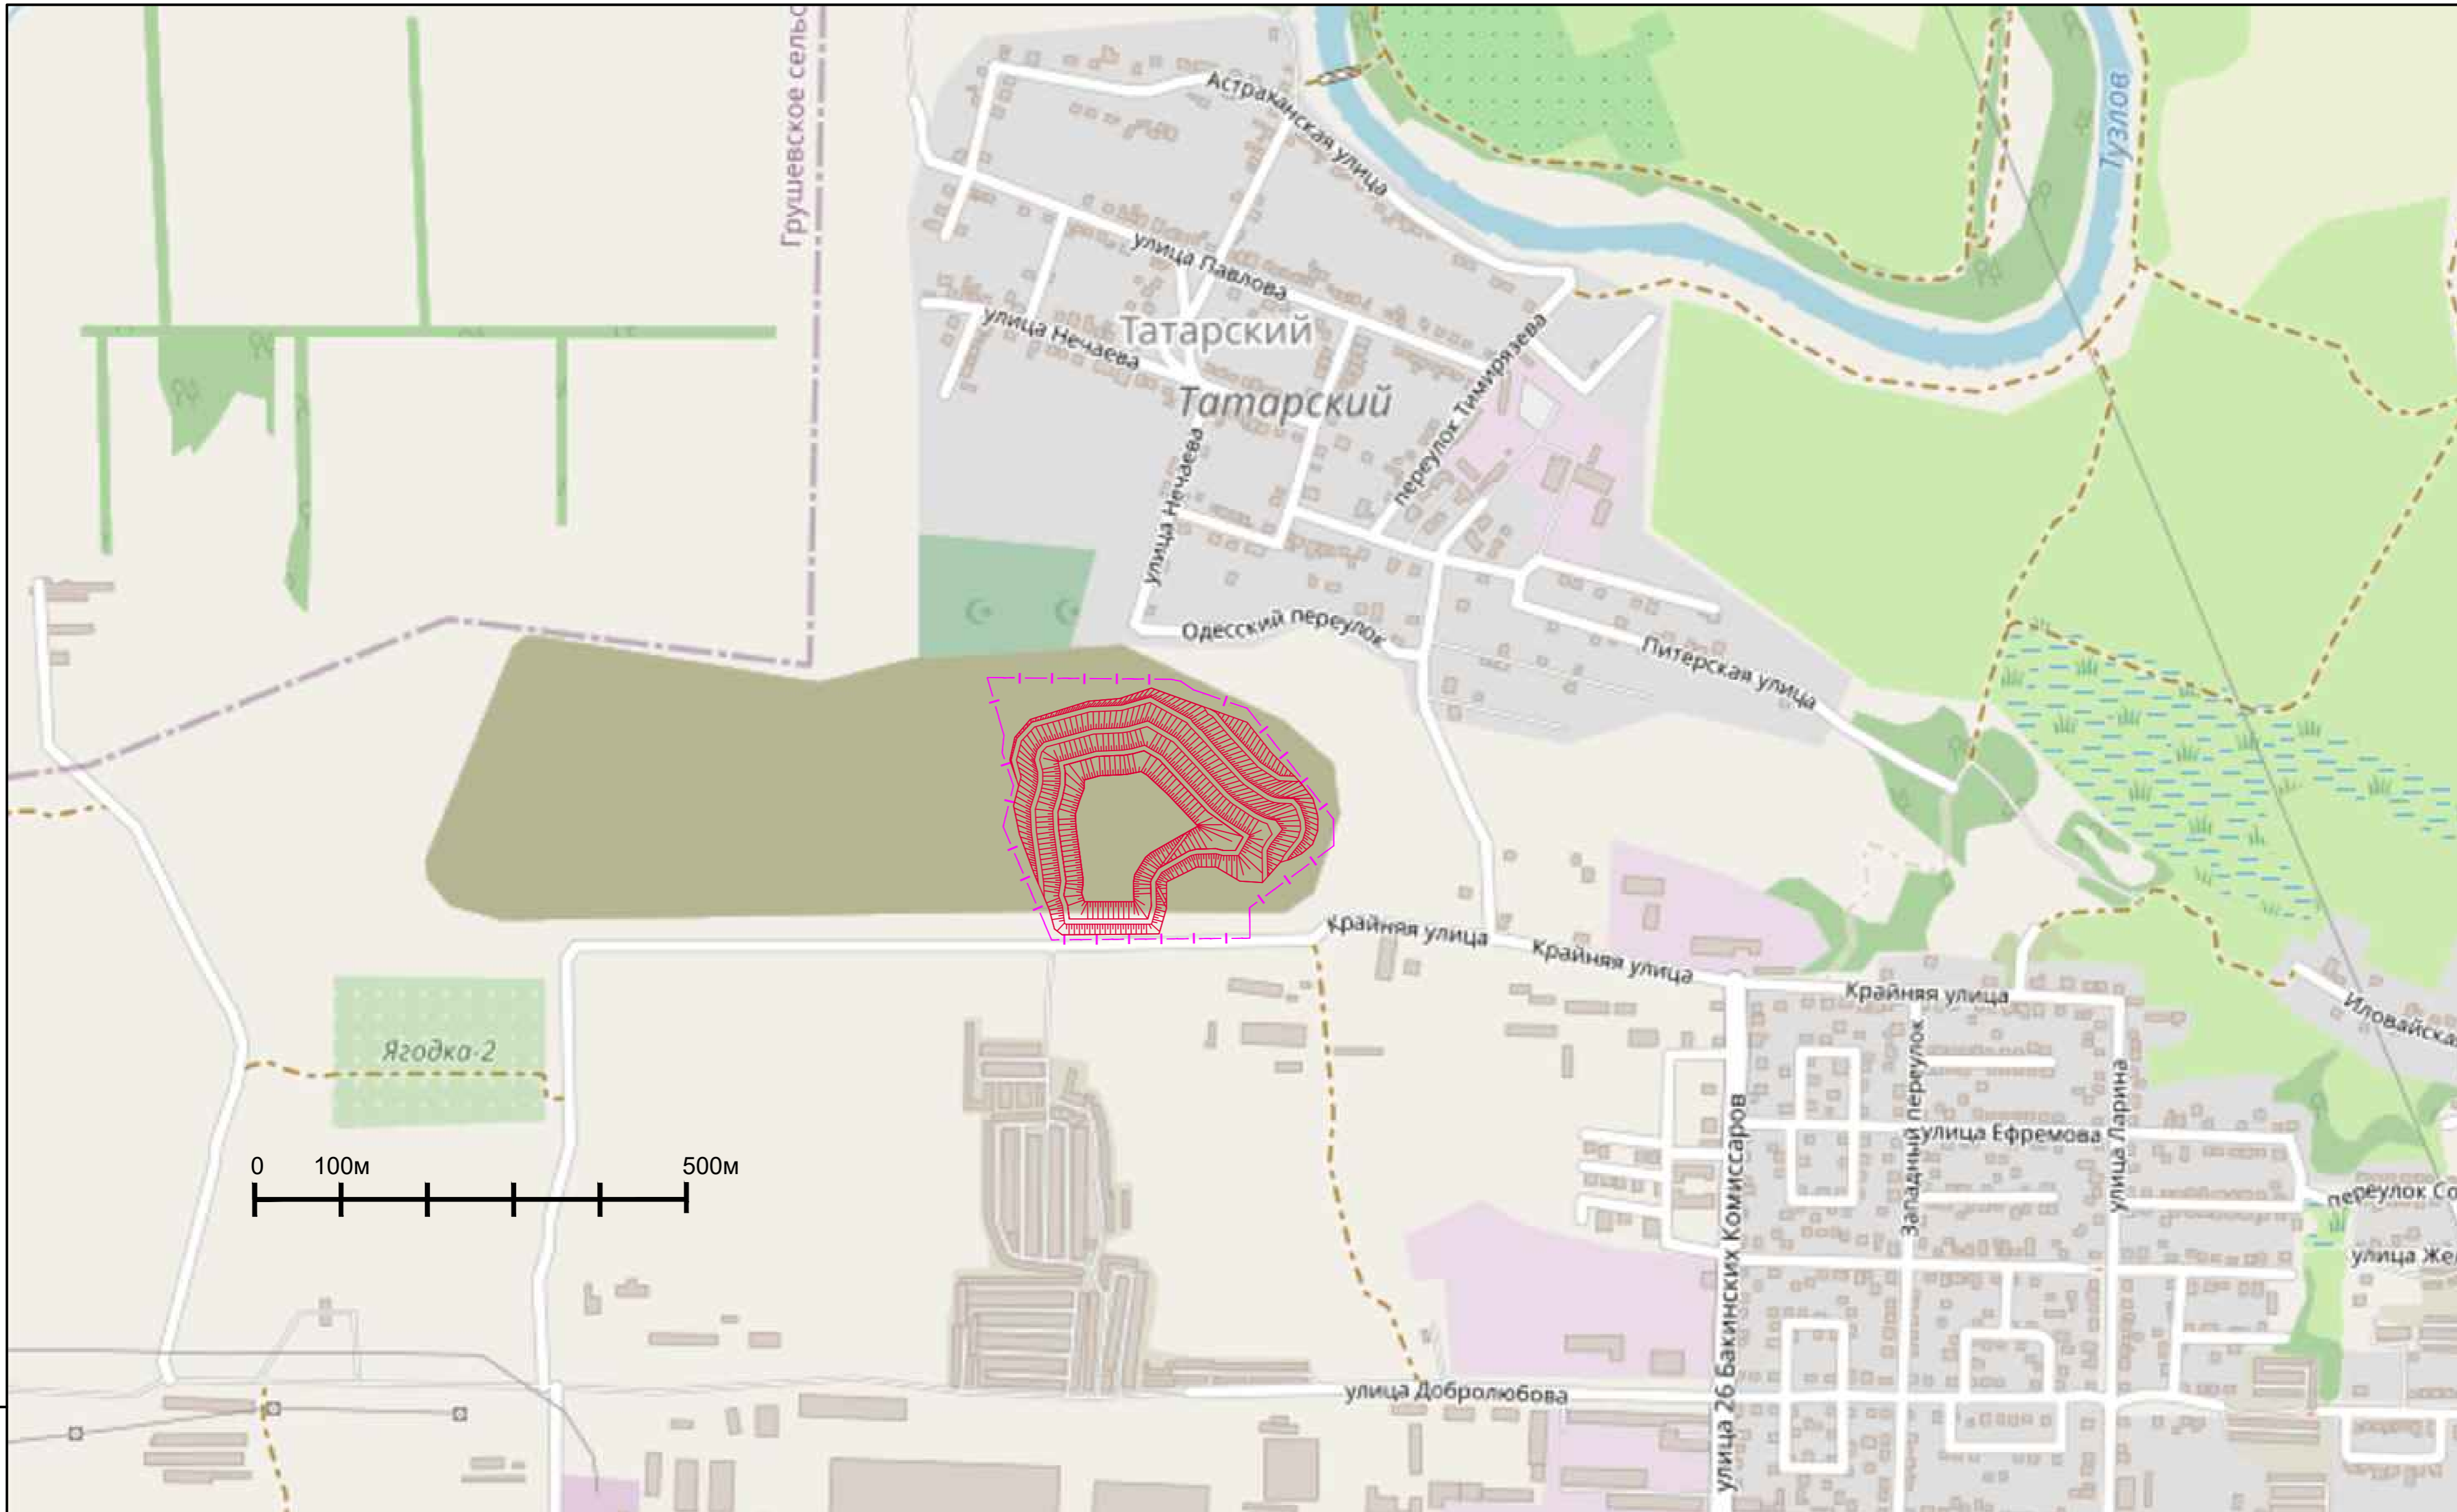 Грушевское сельс
Астраханская улица
Тузлов
улица Павлова
улица Нечаева
Татарский
Татарский
переулок Тимирязева
улица Нечаева
Одесский переулок
Питерская улица
Крайняя улица
Крайняя улица
Крайняя улица
Иловайская
Ягодка-2
Западный переулок
улица Ларина
улица Ефремова
улица 26 Бакинских Комиссаров
0 100м 500м
переулок Со
улица Же
улица Добролюбова